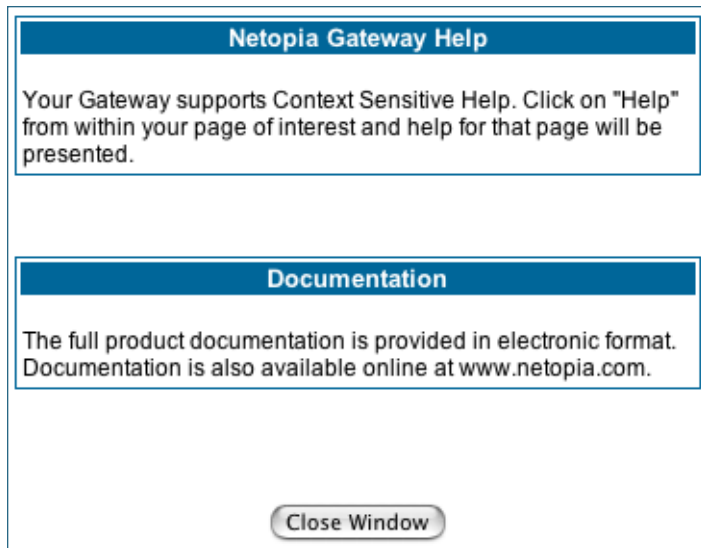 Netopia Gateway Help
Your Gateway supports Context Sensitive Help. Click on "Help"
from within your page of interest and help for that page will be
presented.
Documentation
The full product documentation is provided in electronic format.
Documentation is also available online at www.netopia.com.
Close Window